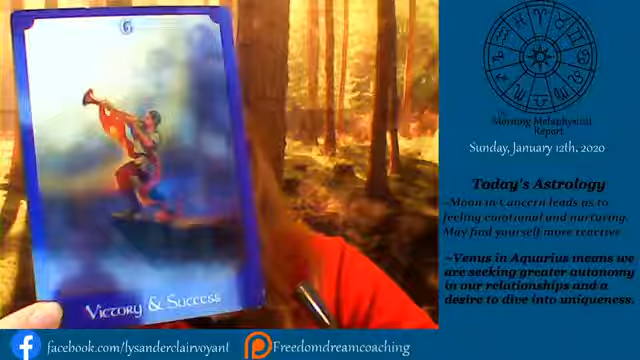 6
Victory & Success
The
Morning Metaphysical
Report
Sunday, January 12th, 2020
Today's Astrology
~Moon in Cancern leads us to
feeling emotional and nurturing.
May find yourself more reactive
~Venus in Aquarius means we
are seeking greater autonomy
in our relationships and a
desire to dive into uniqueness.
facebook.com/lysanderclairvoyant
Freedomdreamcoaching